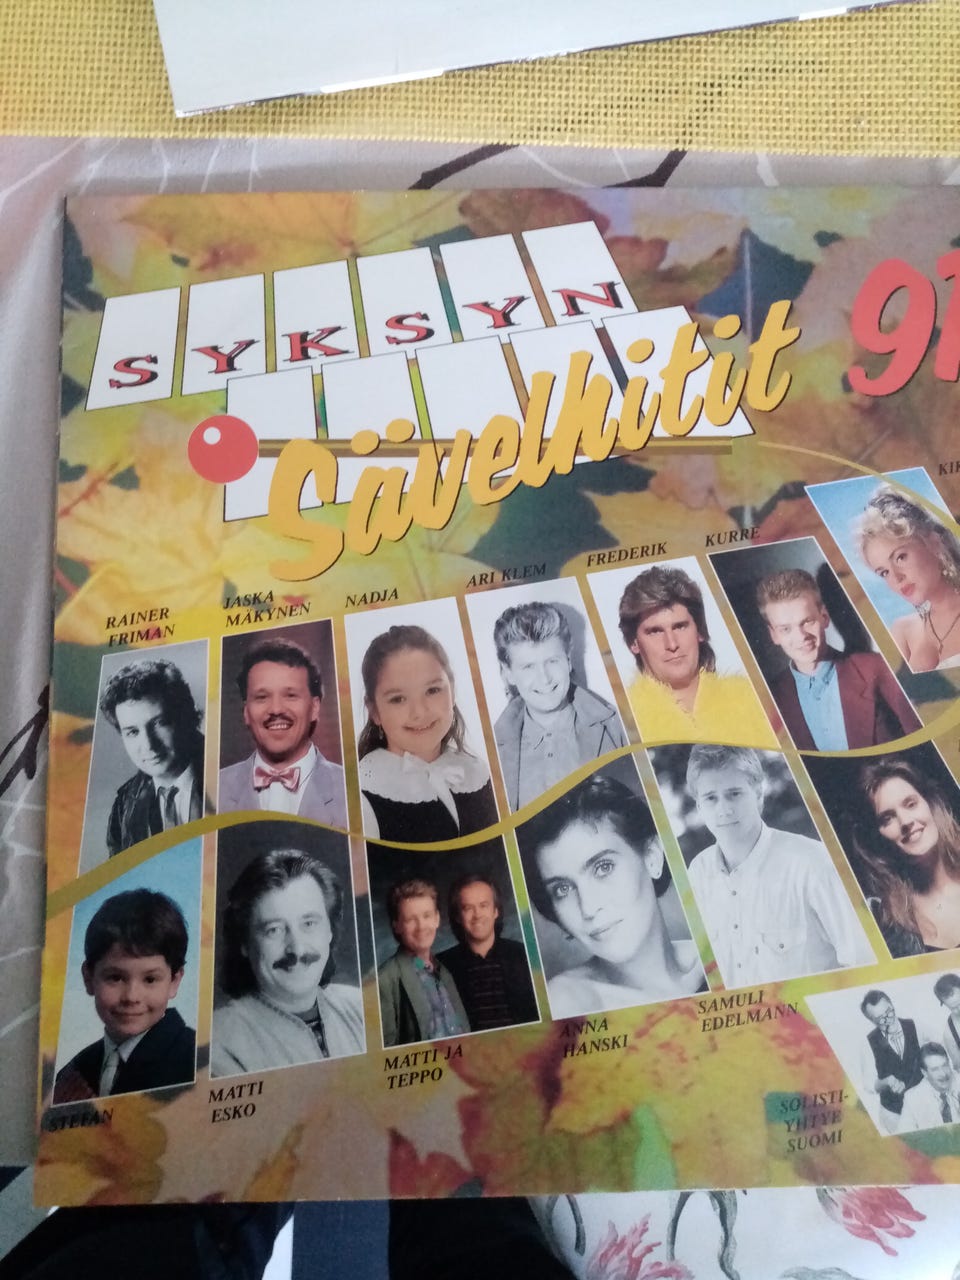 SYKSYN
Sävelhitit 91
RAINER
FRIMAN
JASKA
MÄKYNEN
NADJA
ARI KLEM
FREDERIK
KURRE
STEFAN
MATTI
ESKO
MATTI JA
TEPPO
ANNA
HANSKI
SAMULI
EDELMANN
SOLISTI-
YHTYE
SUOMI